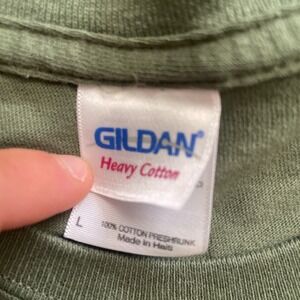 GILDAN®
Heavy Cotton
L
100% COTTON PRESHRUNK
Made in Haiti